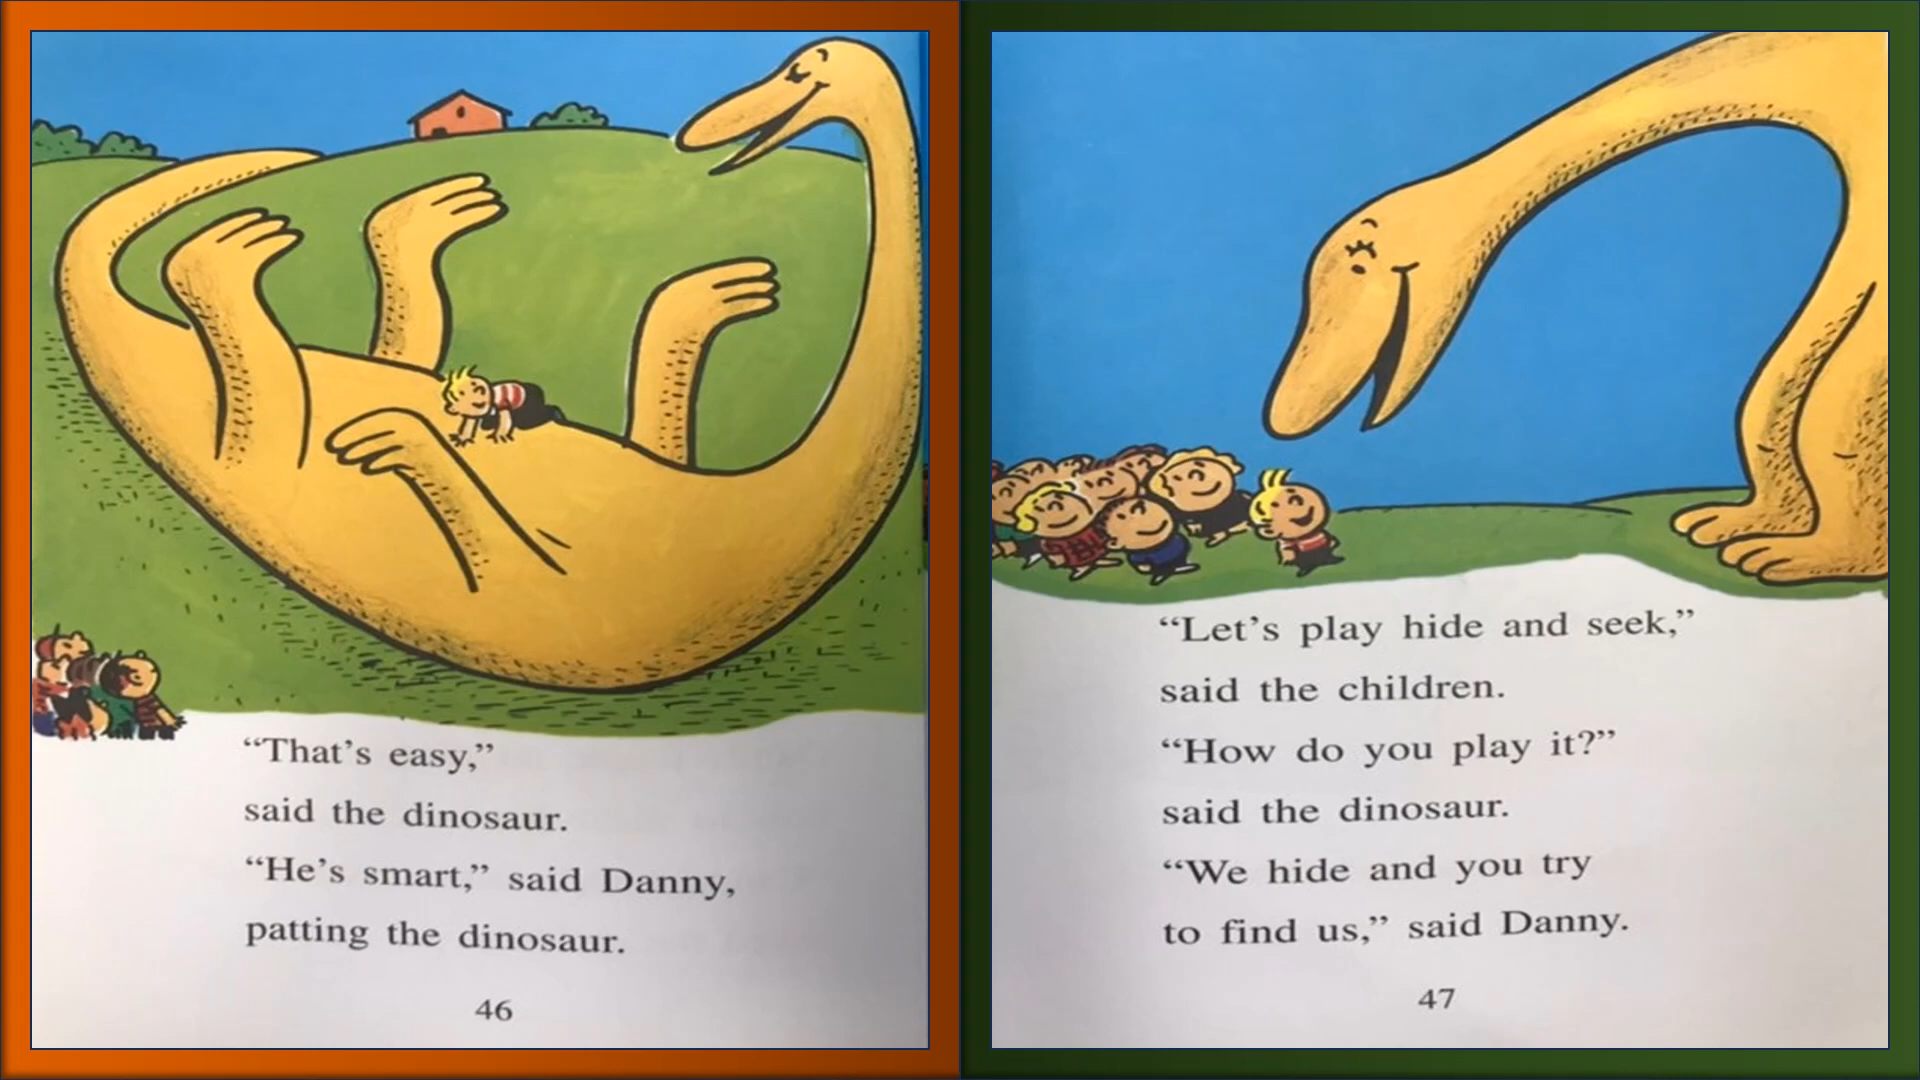 “That’s easy,”
said the dinosaur.
“He’s smart,” said Danny,
patting the dinosaur.
46
“Let’s play hide and seek,”
said the children.
“How do you play it?”
said the dinosaur.
“We hide and you try
to find us,” said Danny.
47